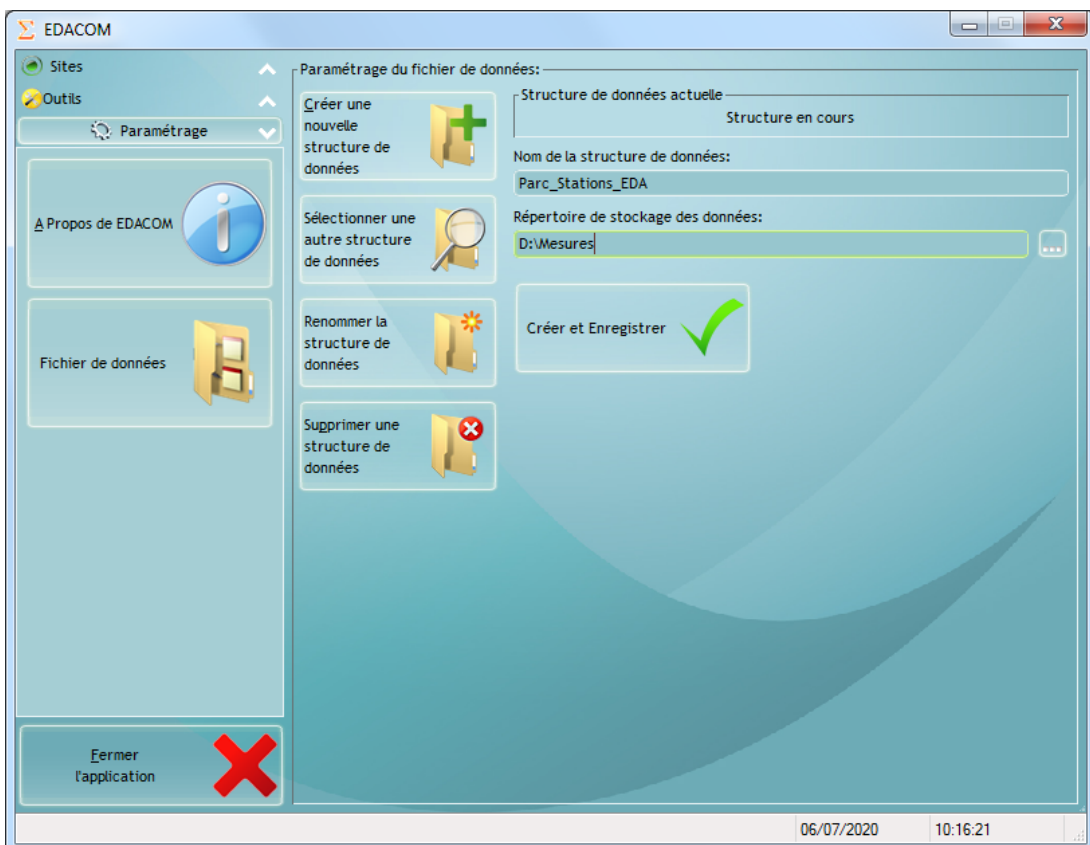 EDACOM
Sites
Outils
Paramétrage
A Propos de EDACOM
Fichier de données
Fermer
l'application
Paramétrage du fichier de données:
Créer une
nouvelle
structure de
données
Sélectionner une
autre structure
de données
Renommer la
structure de
données
Supprimer une
structure de
données
Structure de données actuelle
Structure en cours
Nom de la structure de données:
Parc_Stations_EDA
Répertoire de stockage des données:
D:\Mesures
...
Créer et Enregistrer
06/07/2020
10:16:21